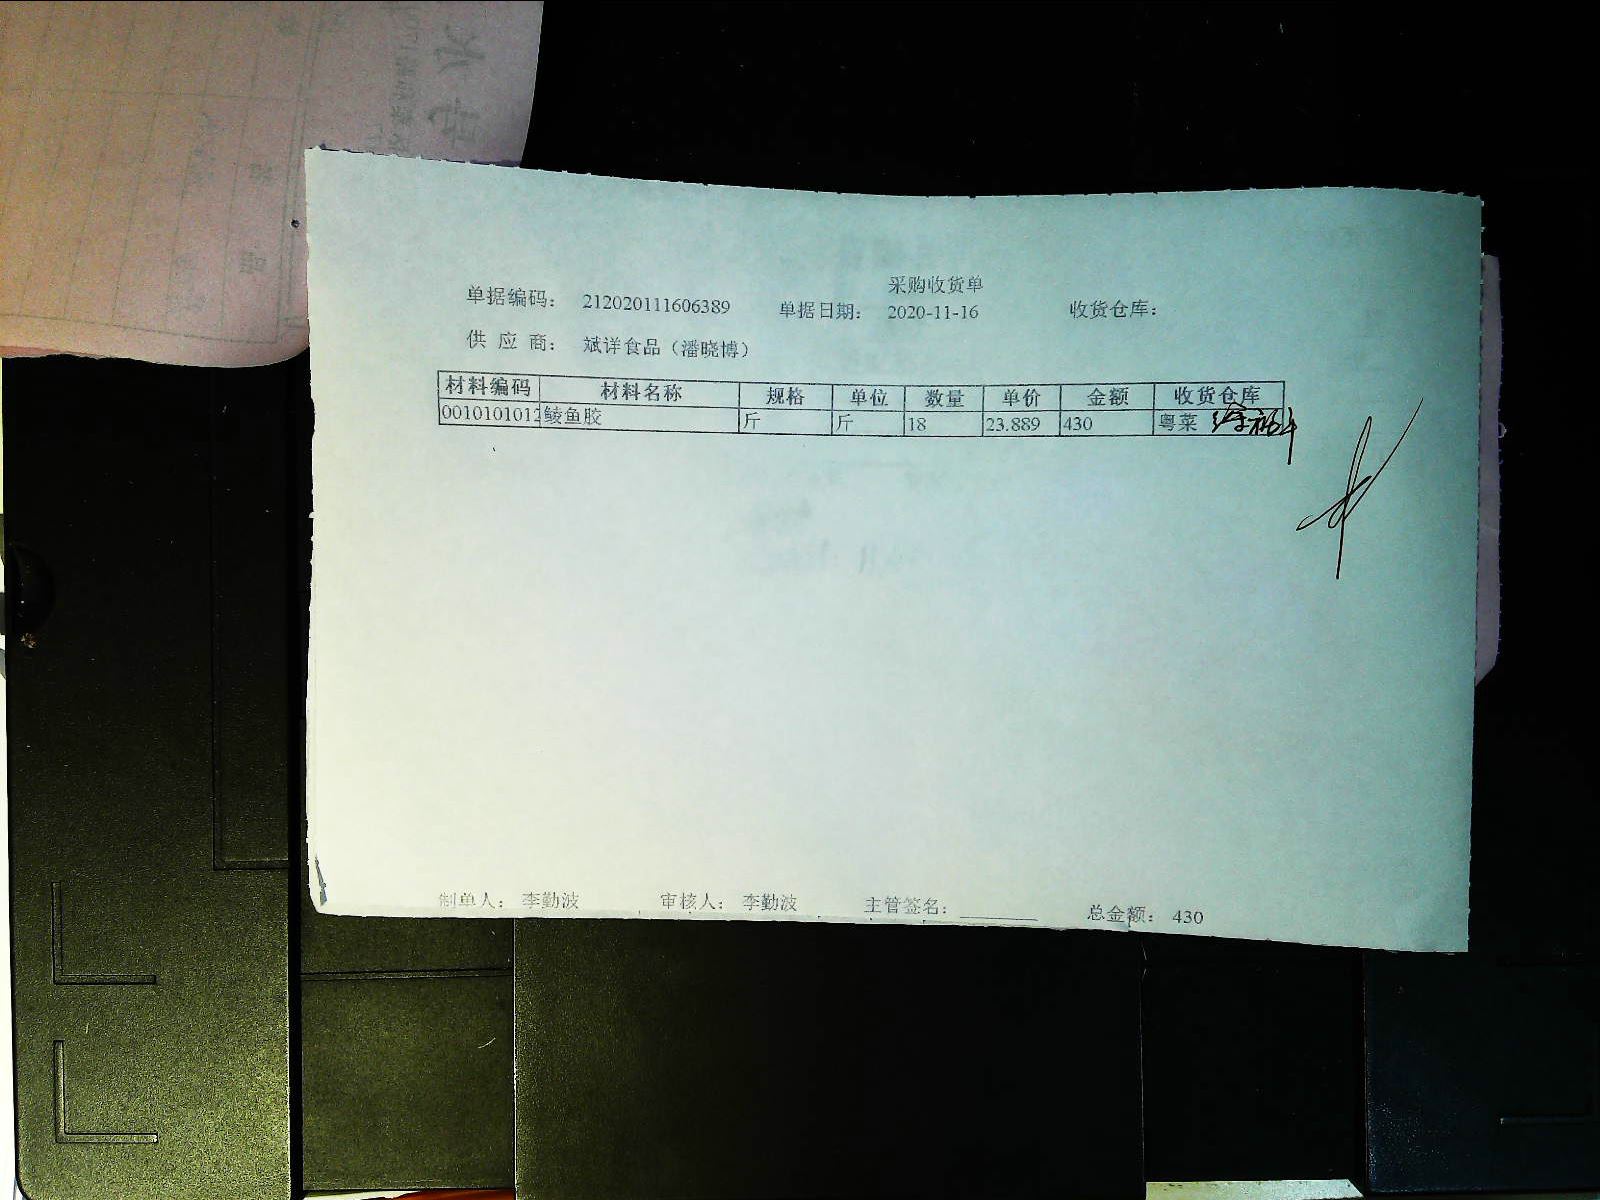 采购收货单
单据编码： 212020111606389 单据日期： 2020-11-16 收货仓库：
供 应 商： 斌详食品（潘晓博）
材料编码 材料名称 规格 单位 数量 单价 金额 收货仓库
0010101012 鲮鱼胶 斤 斤 18 23.889 430 粤菜
制单人： 李勤波 审核人： 李勤波 主管签名： ________ 总金额： 430